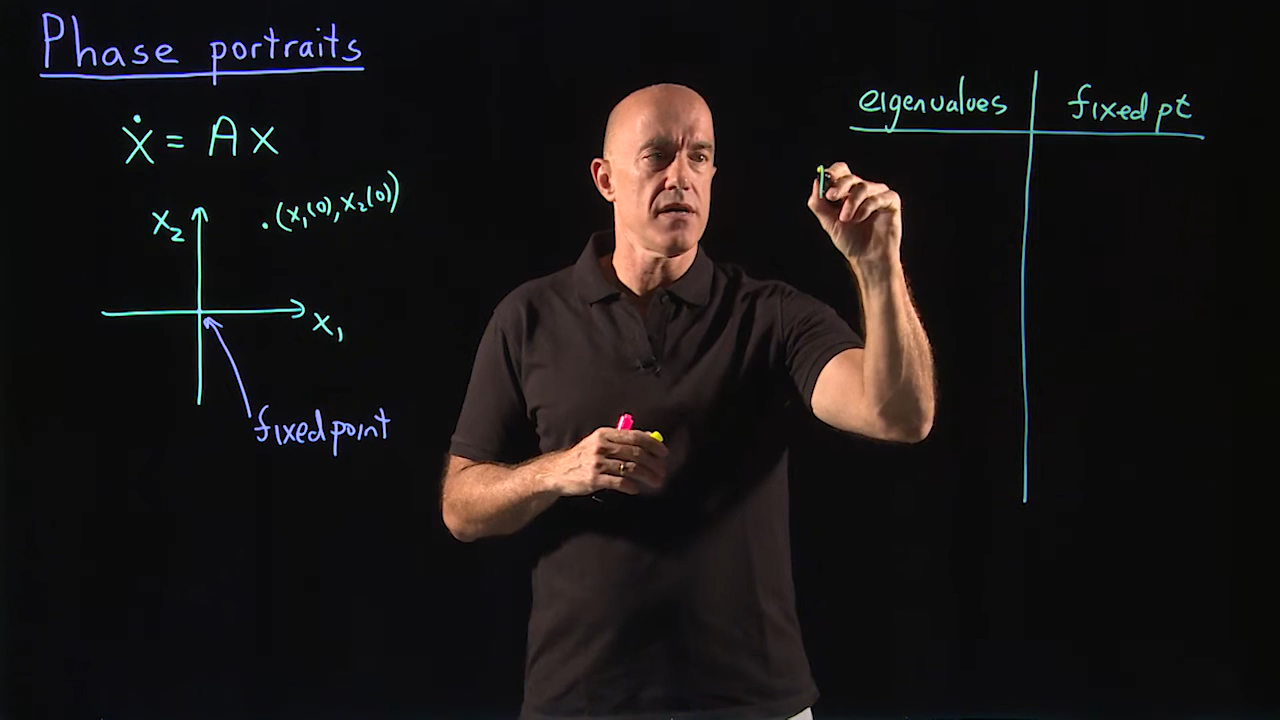 Phase portraits
ẋ = Ax
x₂
.(x₁(0), x₂(0))
x₁
fixed point
eigenvalues
fixed pt